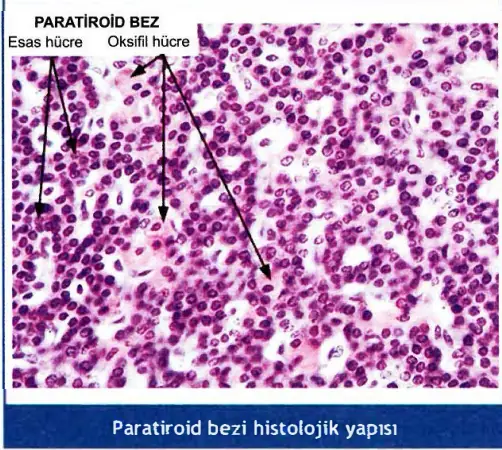 PARATİROİD BEZ
Esas hücre Oksifil hücre
Paratiroid bezi histolojik yapısı